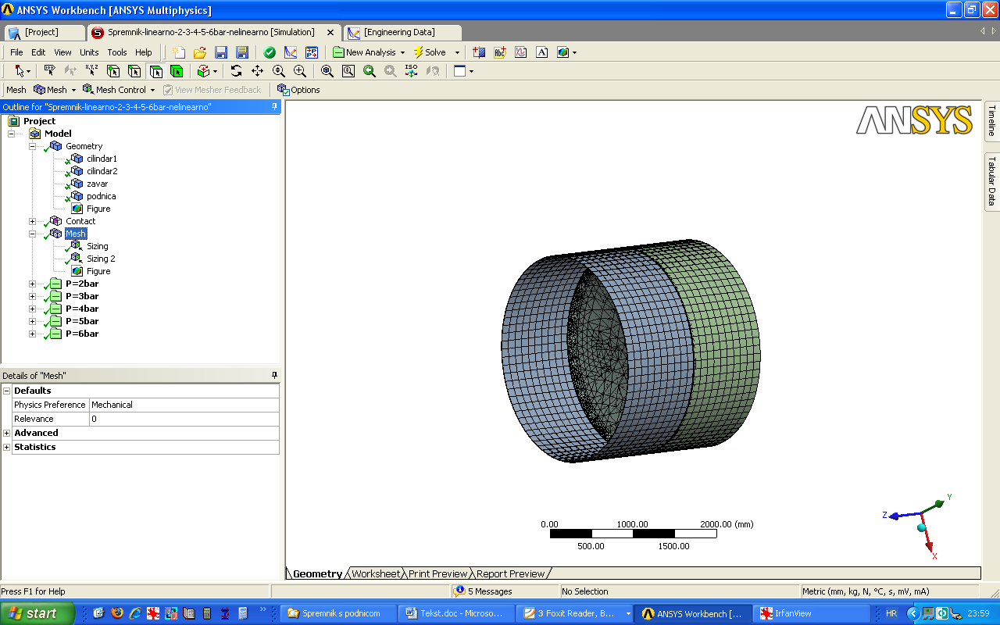 ANSYS Workbench [ANSYS Multiphysics]
[Project]
Spremnik-linearno-2-3-4-5-6bar-nelinearno [Simulation]
[Engineering Data]
File Edit View Units Tools Help
New Analysis
Solve
A
ISO
Mesh
Mesh
Mesh Control
View Mesher Feedback
Options
Outline for "Spremnik-linearno-2-3-4-5-6bar-nelinearno"
Project
Model
Geometry
cilindar1
cilindar2
zavar
podnica
Figure
Contact
Mesh
Sizing
Sizing 2
Figure
P=2bar
P=3bar
P=4bar
P=5bar
P=6bar
Details of "Mesh"
Defaults
Physics Preference Mechanical
Relevance 0
Advanced
Statistics
ANSYS
Timeline
Tabular Data
0.00 1000.00 2000.00 (mm)
500.00 1500.00
Y
Z
X
Geometry Worksheet Print Preview Report Preview
Press F1 for Help
5 Messages
No Selection
Metric (mm, kg, N, °C, s, mV, mA)
start
Spremnik s podnicom
Tekst.doc - Microso...
3 Foxit Reader, B...
ANSYS Workbench [...
IrfanView
HR
23:59